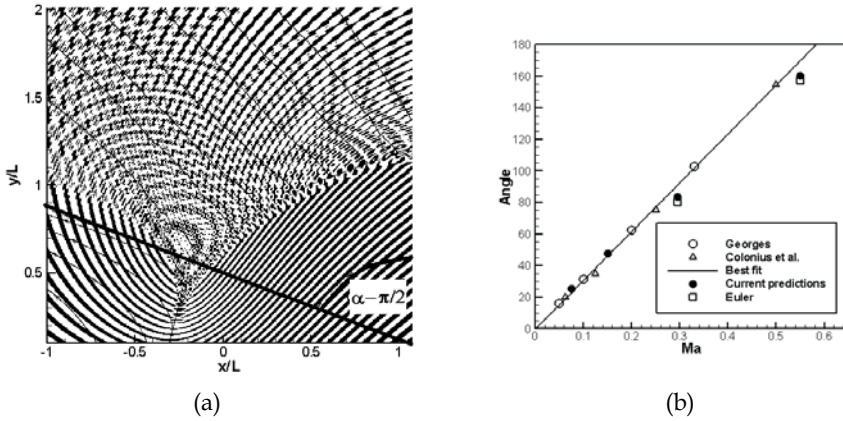 2
1.5
1
0.5
y/L
α−π/2
-1
-0.5
0
0.5
1
x/L
(a)
180
160
140
120
100
80
60
40
20
0
Angle
Georges
Colonius et al.
Best fit
Current predictions
Euler
0
0.1
0.2
0.3
0.4
0.5
0.6
Ma
(b)